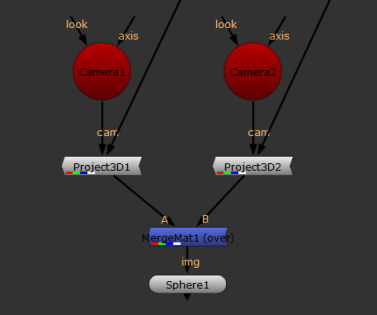 look
axis
look
axis
Camera1
Camera2
cam
cam
Project3D1
Project3D2
A
B
MergeMat1 (over)
img
Sphere1